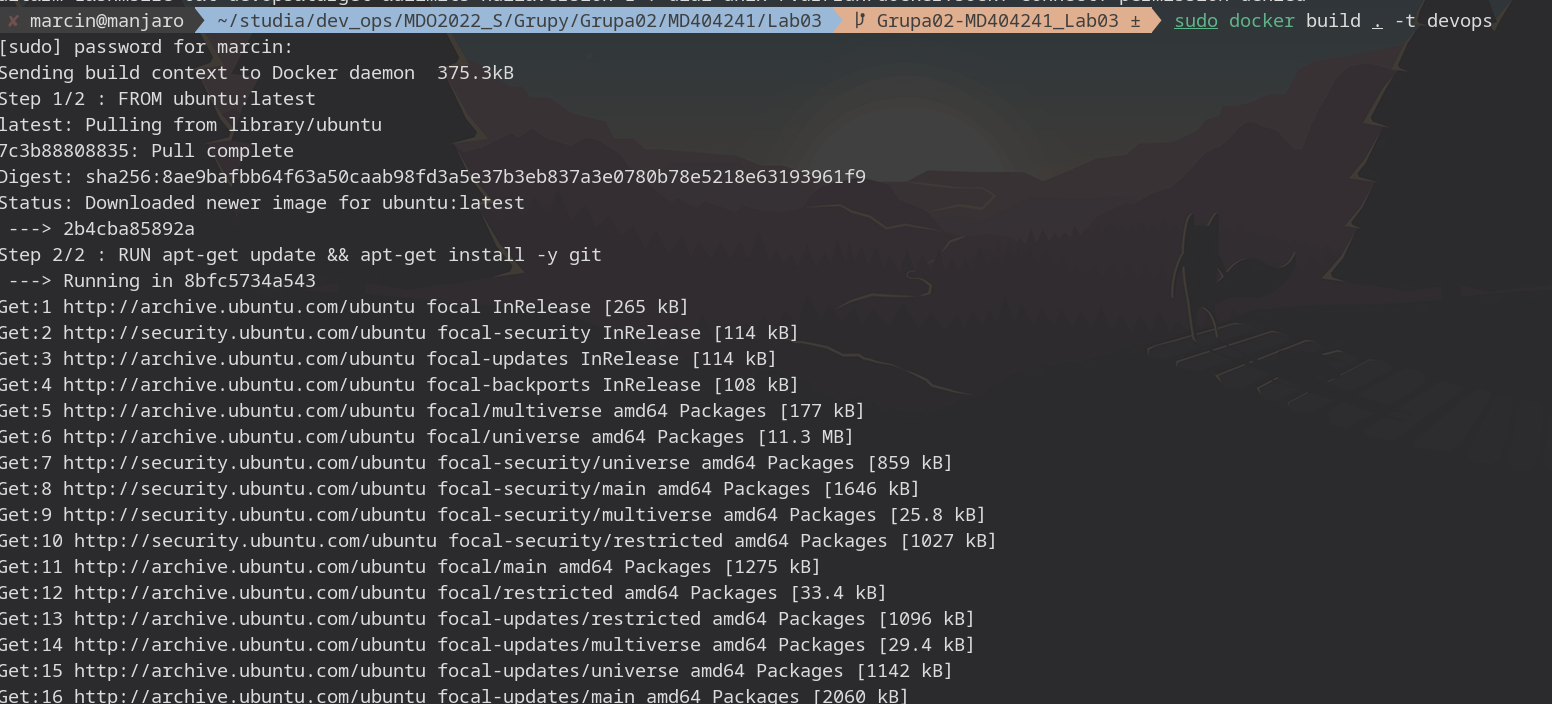 ✘ marcin@manjaro ~/studia/dev_ops/MDO2022_S/Grupy/Grupa02/MD404241/Lab03 Grupa02-MD404241_Lab03 ± sudo docker build . -t devops
[sudo] password for marcin:
Sending build context to Docker daemon  375.3kB
Step 1/2 : FROM ubuntu:latest
latest: Pulling from library/ubuntu
7c3b88808835: Pull complete
Digest: sha256:8ae9bafbb64f63a50caab98fd3a5e37b3eb837a3e0780b78e5218e63193961f9
Status: Downloaded newer image for ubuntu:latest
 ---> 2b4cba85892a
Step 2/2 : RUN apt-get update && apt-get install -y git
 ---> Running in 8bfc5734a543
Get:1 http://archive.ubuntu.com/ubuntu focal InRelease [265 kB]
Get:2 http://security.ubuntu.com/ubuntu focal-security InRelease [114 kB]
Get:3 http://archive.ubuntu.com/ubuntu focal-updates InRelease [114 kB]
Get:4 http://archive.ubuntu.com/ubuntu focal-backports InRelease [108 kB]
Get:5 http://archive.ubuntu.com/ubuntu focal/multiverse amd64 Packages [177 kB]
Get:6 http://archive.ubuntu.com/ubuntu focal/universe amd64 Packages [11.3 MB]
Get:7 http://security.ubuntu.com/ubuntu focal-security/universe amd64 Packages [859 kB]
Get:8 http://security.ubuntu.com/ubuntu focal-security/main amd64 Packages [1646 kB]
Get:9 http://security.ubuntu.com/ubuntu focal-security/multiverse amd64 Packages [25.8 kB]
Get:10 http://security.ubuntu.com/ubuntu focal-security/restricted amd64 Packages [1027 kB]
Get:11 http://archive.ubuntu.com/ubuntu focal/main amd64 Packages [1275 kB]
Get:12 http://archive.ubuntu.com/ubuntu focal/restricted amd64 Packages [33.4 kB]
Get:13 http://archive.ubuntu.com/ubuntu focal-updates/restricted amd64 Packages [1096 kB]
Get:14 http://archive.ubuntu.com/ubuntu focal-updates/multiverse amd64 Packages [29.4 kB]
Get:15 http://archive.ubuntu.com/ubuntu focal-updates/universe amd64 Packages [1142 kB]
Get:16 http://archive.ubuntu.com/ubuntu focal-updates/main amd64 Packages [2060 kB]